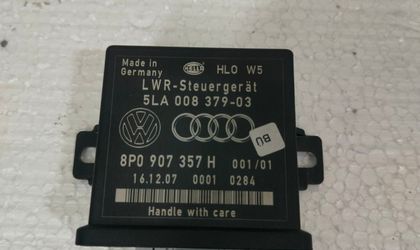 Made in
Germany
HELLA
HLO W5
LWR-Steuergerät
5LA 008 379-03
BÜ
8P0 907 357 H 001/01
16.12.07 0001 0284
Handle with care